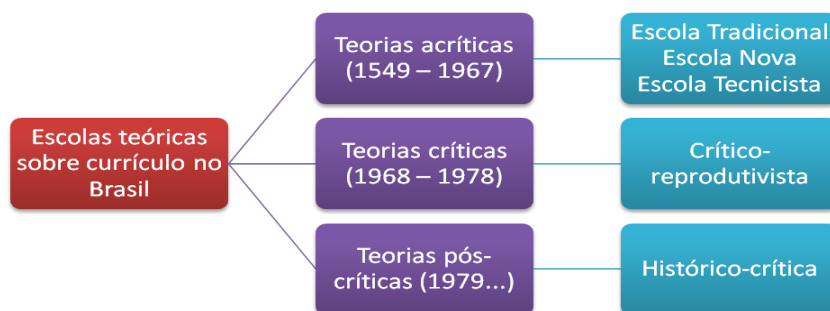 Escolas teóricas
sobre currículo no
Brasil
Teorias acríticas
(1549 – 1967)
Escola Tradicional
Escola Nova
Escola Tecnicista
Teorias críticas
(1968 – 1978)
Crítico-
reprodutivista
Teorias pós-
críticas (1979...)
Histórico-crítica